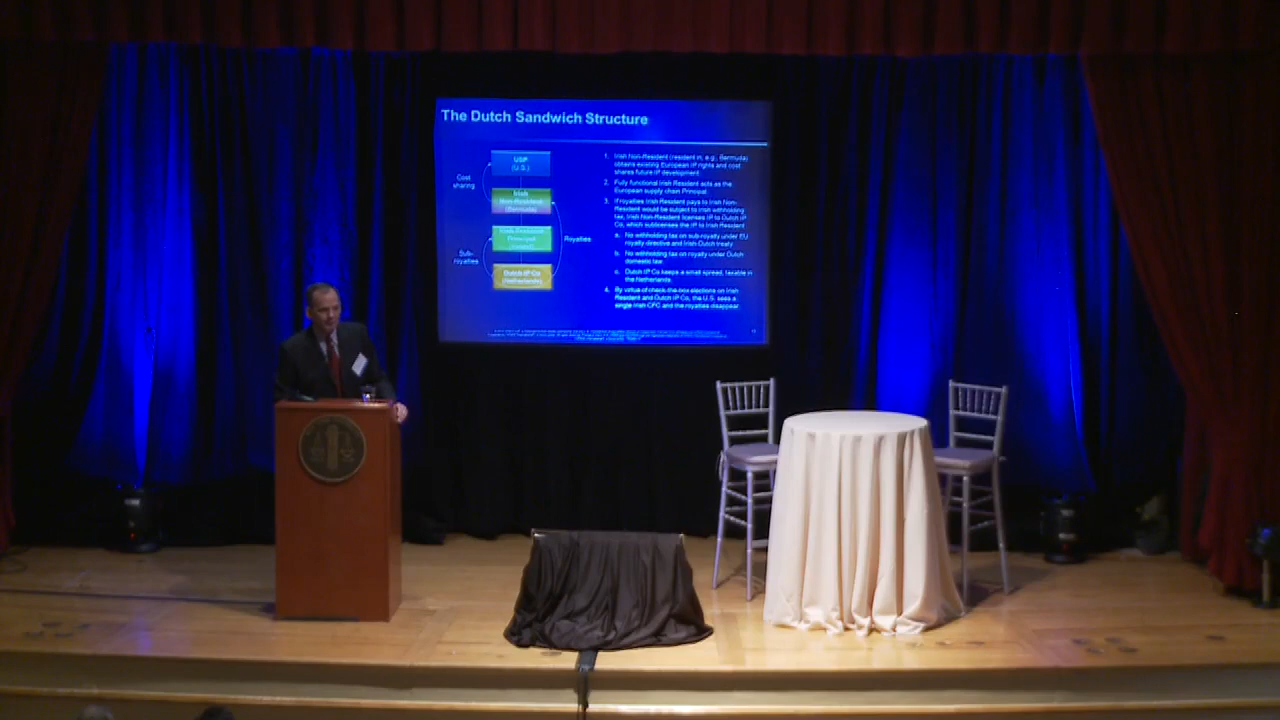 The Dutch Sandwich Structure
USP
(U.S.)
Cost
sharing
Irish
Non-Resident
(Bermuda)
Irish Resident
Principal
(Ireland)
Royalties
Sub-
royalties
Dutch IP Co
(Netherlands)
1. Irish Non-Resident (resident in, e.g., Bermuda)
obtains existing European IP rights and cost
shares future IP development.
2. Fully functional Irish Resident acts as the
European supply chain Principal.
3. If royalties Irish Resident pays to Irish Non-
Resident would be subject to Irish withholding
tax, Irish Non-Resident licenses IP to Dutch IP
Co, which sublicenses the IP to Irish Resident
a. No withholding tax on sub-royalty under EU
royalty directive and Irish-Dutch treaty
b. No withholding tax on royalty under Dutch
domestic law.
c. Dutch IP Co keeps a small spread, taxable in
the Netherlands.
4. By virtue of check-the-box elections on Irish
Resident and Dutch IP Co, the U.S. sees a
single Irish CFC and the royalties disappear.